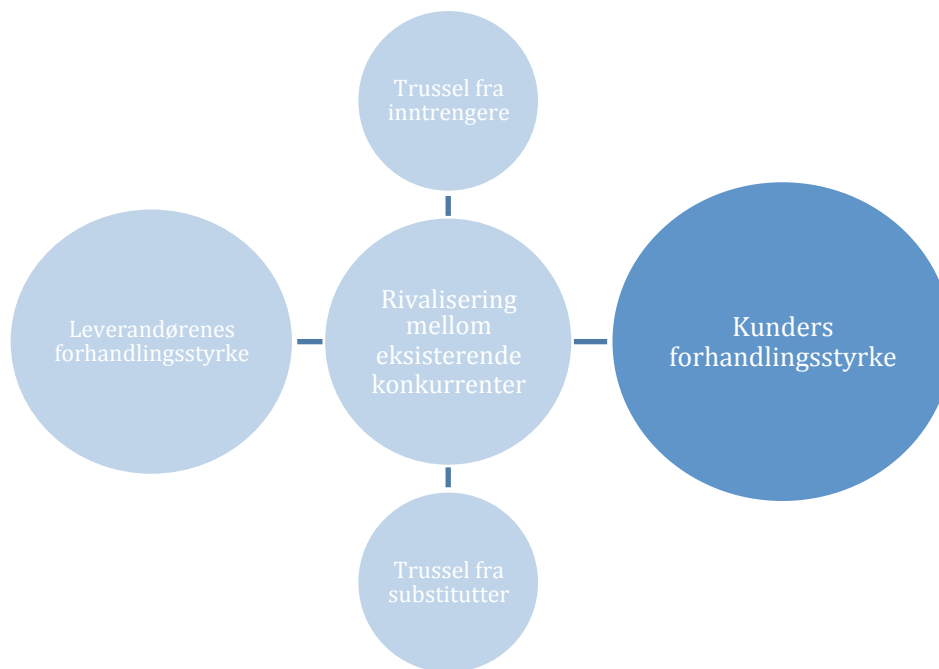 Trussel fra
inntrengere
Leverandørenes
forhandlingsstyrke
Rivalisering
mellom
eksisterende
konkurrenter
Kunders
forhandlingsstyrke
Trussel fra
substitutter